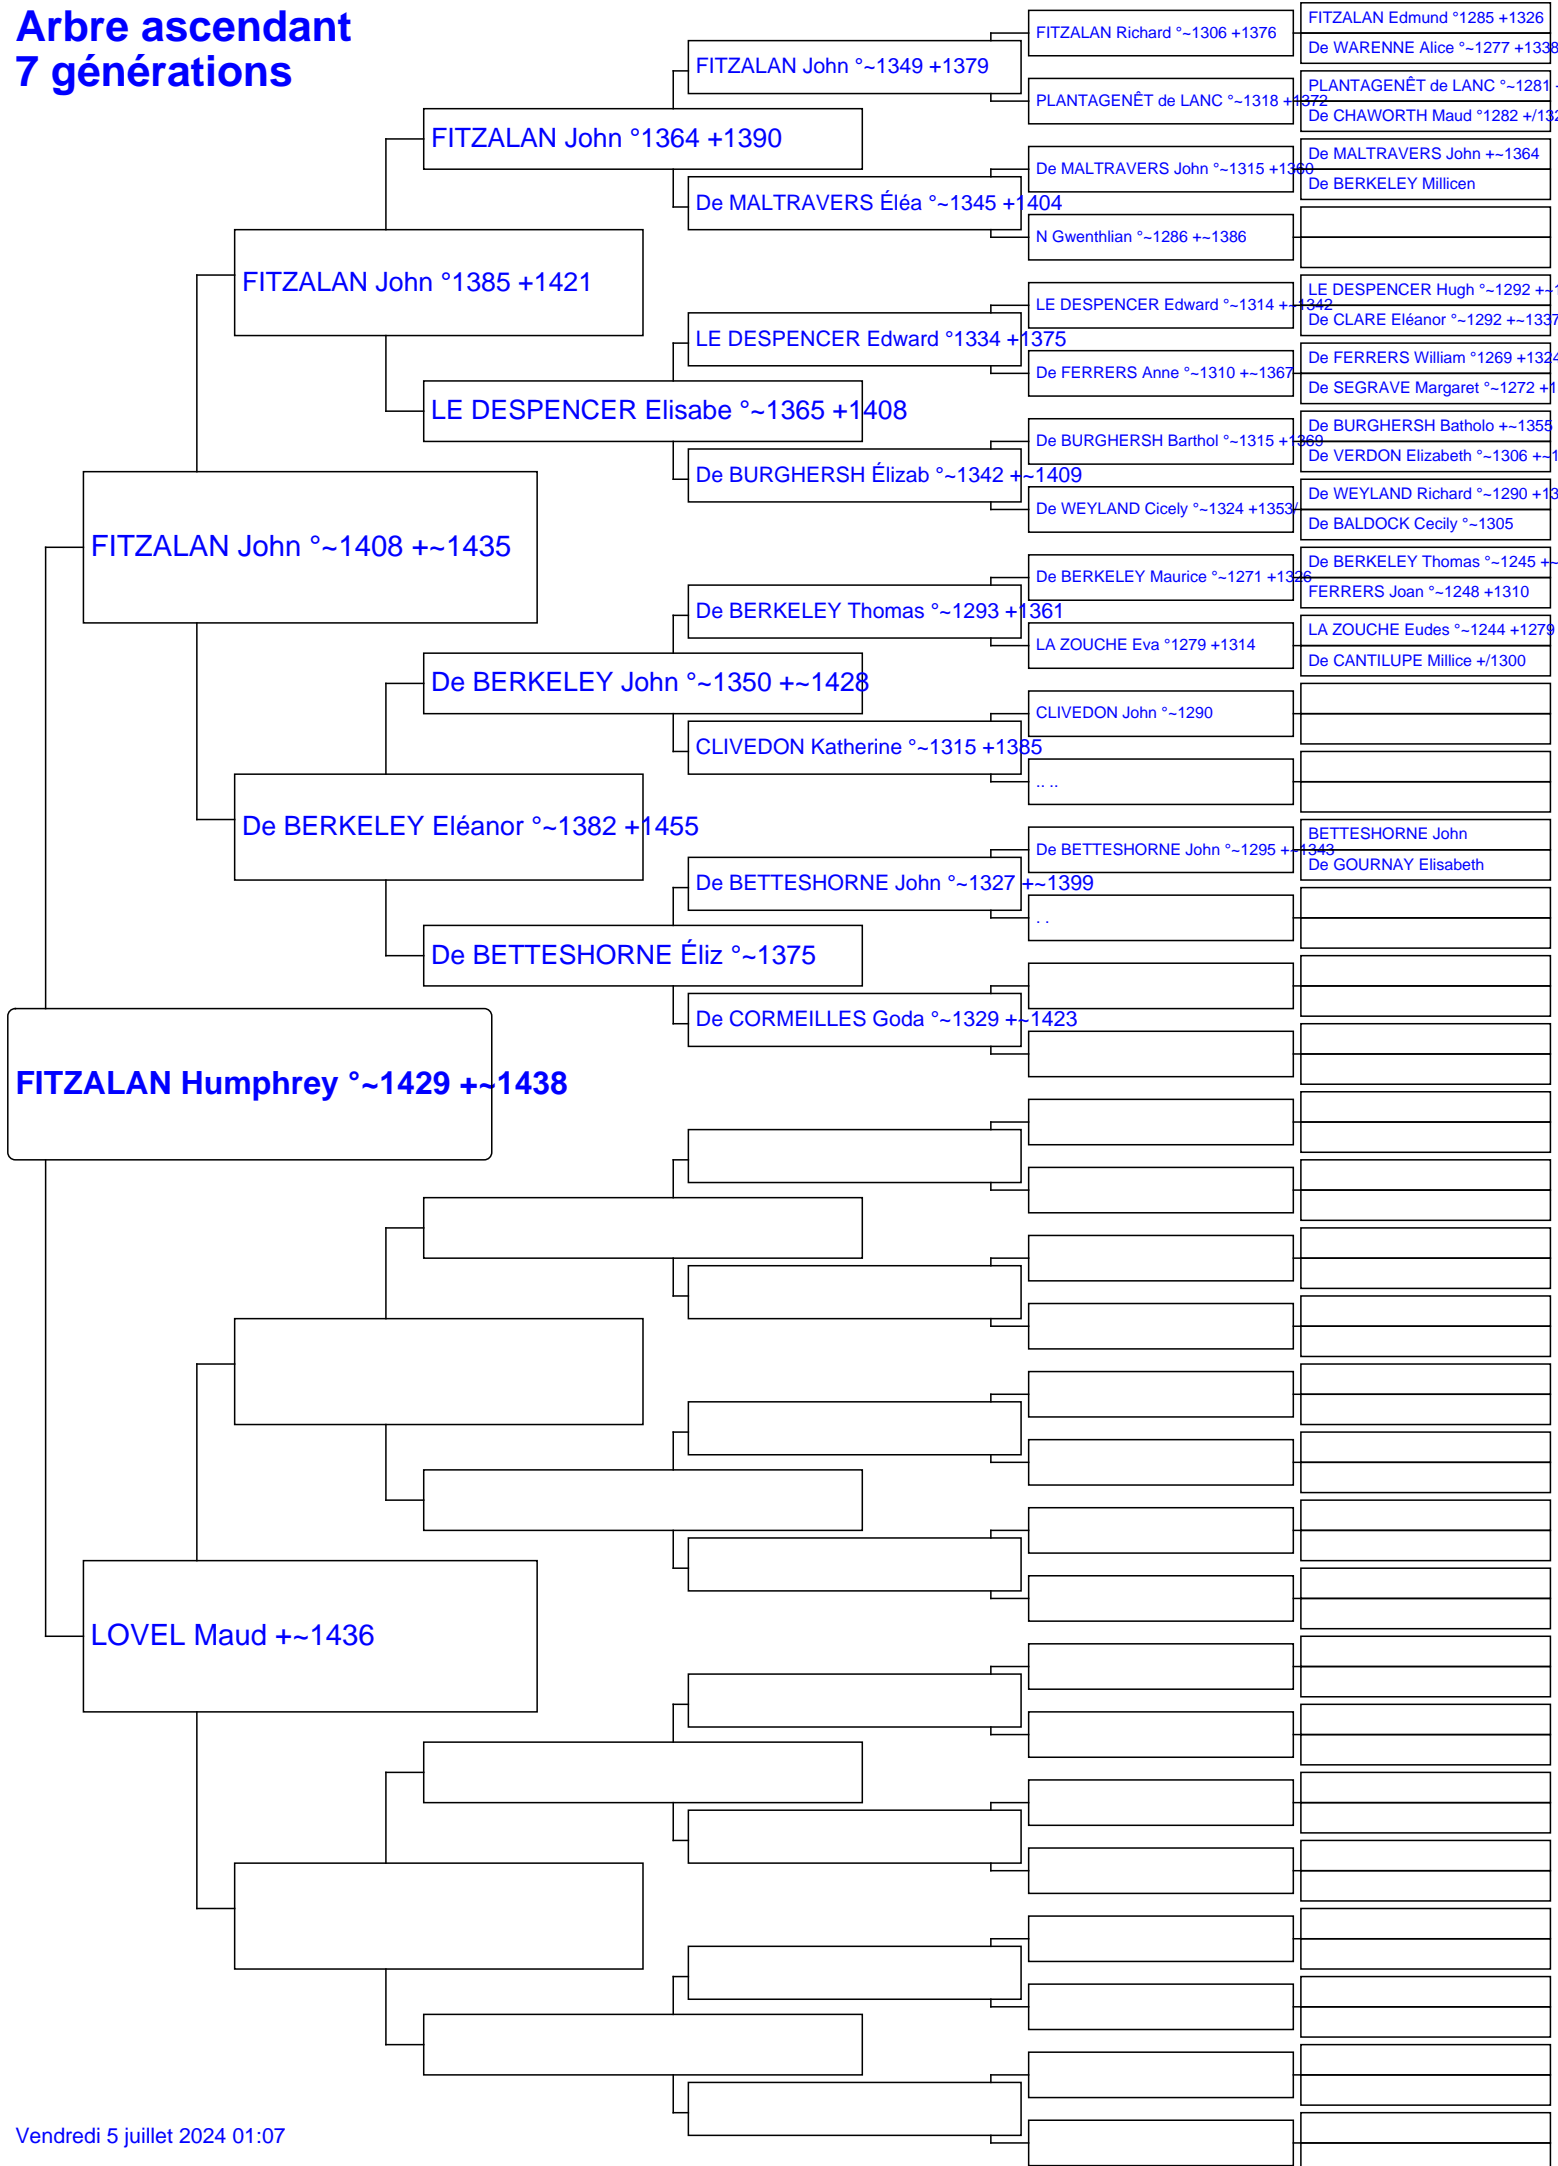 Arbre ascendant
7 générations
FITZALAN Humphrey °~1429 +~1438
FITZALAN John °~1408 +~1435
LOVEL Maud +~1436
FITZALAN John °1385 +1421
De BERKELEY Eléanor °~1382 +1455
FITZALAN John °1364 +1390
LE DESPENCER Elisabe °~1365 +1408
De BERKELEY John °~1350 +~1428
De BETTESHORNE Éliz °~1375
FITZALAN John °~1349 +1379
De MALTRAVERS Éléa °~1345 +1404
LE DESPENCER Edward °1334 +1375
De BURGHERSH Élizab °~1342 +~1409
De BERKELEY Thomas °~1293 +1361
CLIVEDON Katherine °~1315 +1385
De BETTESHORNE John °~1327 +~1399
De CORMEILLES Goda °~1329 +~1423
FITZALAN Richard °~1306 +1376
PLANTAGENÊT de LANC °~1318 +1372
De MALTRAVERS John °~1315 +1360
N Gwenthlian °~1286 +~1386
LE DESPENCER Edward °~1314 +~1342
De FERRERS Anne °~1310 +~1367
De BURGHERSH Barthol °~1315 +1369
De WEYLAND Cicely °~1324 +1353/
De BERKELEY Maurice °~1271 +1326
LA ZOUCHE Eva °1279 +1314
CLIVEDON John °~1290
.. ..
De BETTESHORNE John °~1295 +~1343
. .
FITZALAN Edmund °1285 +1326
De WARENNE Alice °~1277 +1338
PLANTAGENÊT de LANC °~1281
De CHAWORTH Maud °1282 +/132
De MALTRAVERS John +~1364
De BERKELEY Millicen
LE DESPENCER Hugh °~1292 +~1
De CLARE Eléanor °~1292 +~1337
De FERRERS William °1269 +1324
De SEGRAVE Margaret °~1272 +1
De BURGHERSH Batholo +~1355
De VERDON Elizabeth °~1306 +~1
De WEYLAND Richard °~1290 +13
De BALDOCK Cecily °~1305
De BERKELEY Thomas °~1245 +~
FERRERS Joan °~1248 +1310
LA ZOUCHE Eudes °~1244 +1279
De CANTILUPE Millice +/1300
BETTESHORNE John
De GOURNAY Elisabeth
Vendredi 5 juillet 2024 01:07